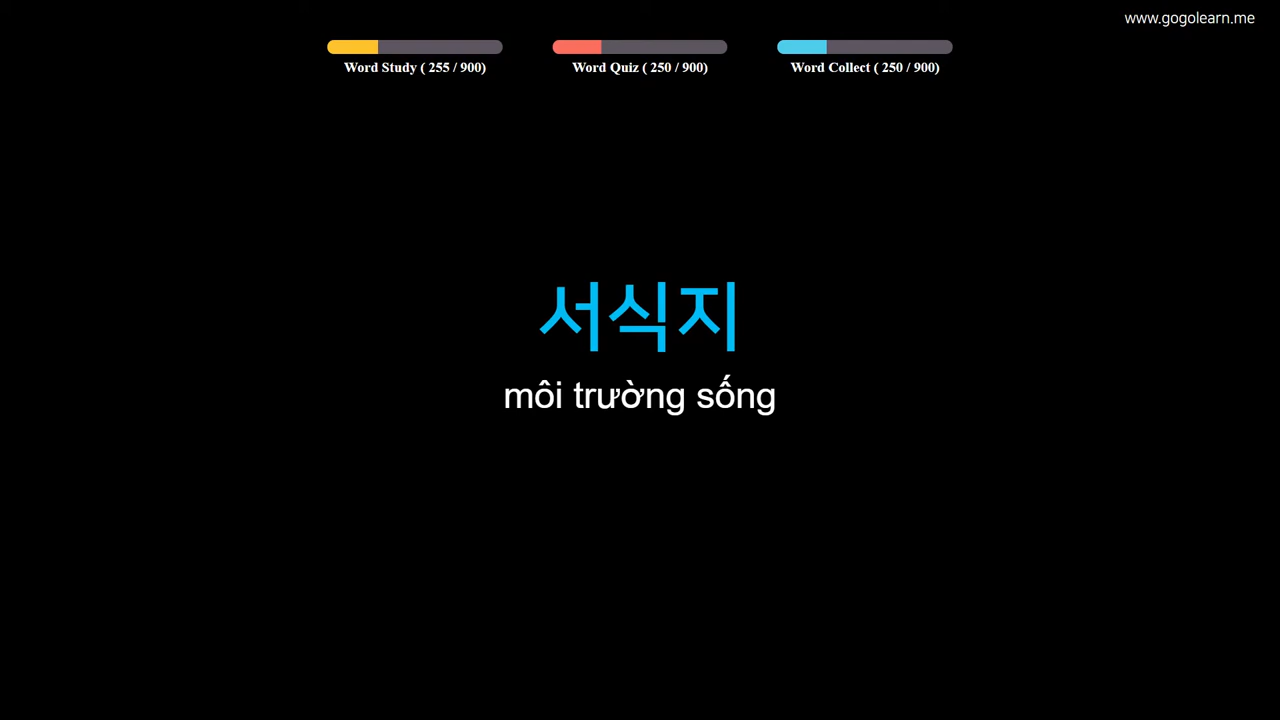 www.gogolearn.me
Word Study ( 255 / 900)
Word Quiz ( 250 / 900)
Word Collect ( 250 / 900)
서식지
môi trường sống